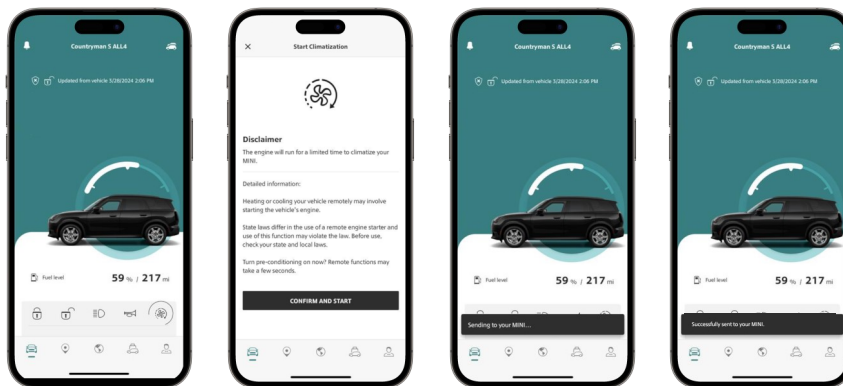 Countryman S ALL4
Updated from vehicle 3/28/2024 2:06 PM
Fuel level
59 % / 217 mi
Start Climatization
Disclaimer
The engine will run for a limited time to climatize your
MINI.
Detailed information:
Heating or cooling your vehicle remotely may involve
starting the vehicle's engine.
State laws differ in the use of a remote engine starter and
use of this function may violate the law. Before use,
check your state and local laws.
Turn pre-conditioning on now? Remote functions may
take a few seconds.
CONFIRM AND START
Countryman S ALL4
Updated from vehicle 3/28/2024 2:06 PM
Fuel level
59 % / 217 mi
Sending to your MINI...
Countryman S ALL4
Updated from vehicle 3/28/2024 2:06 PM
Fuel level
59 % / 217 mi
Successfully sent to your MINI.